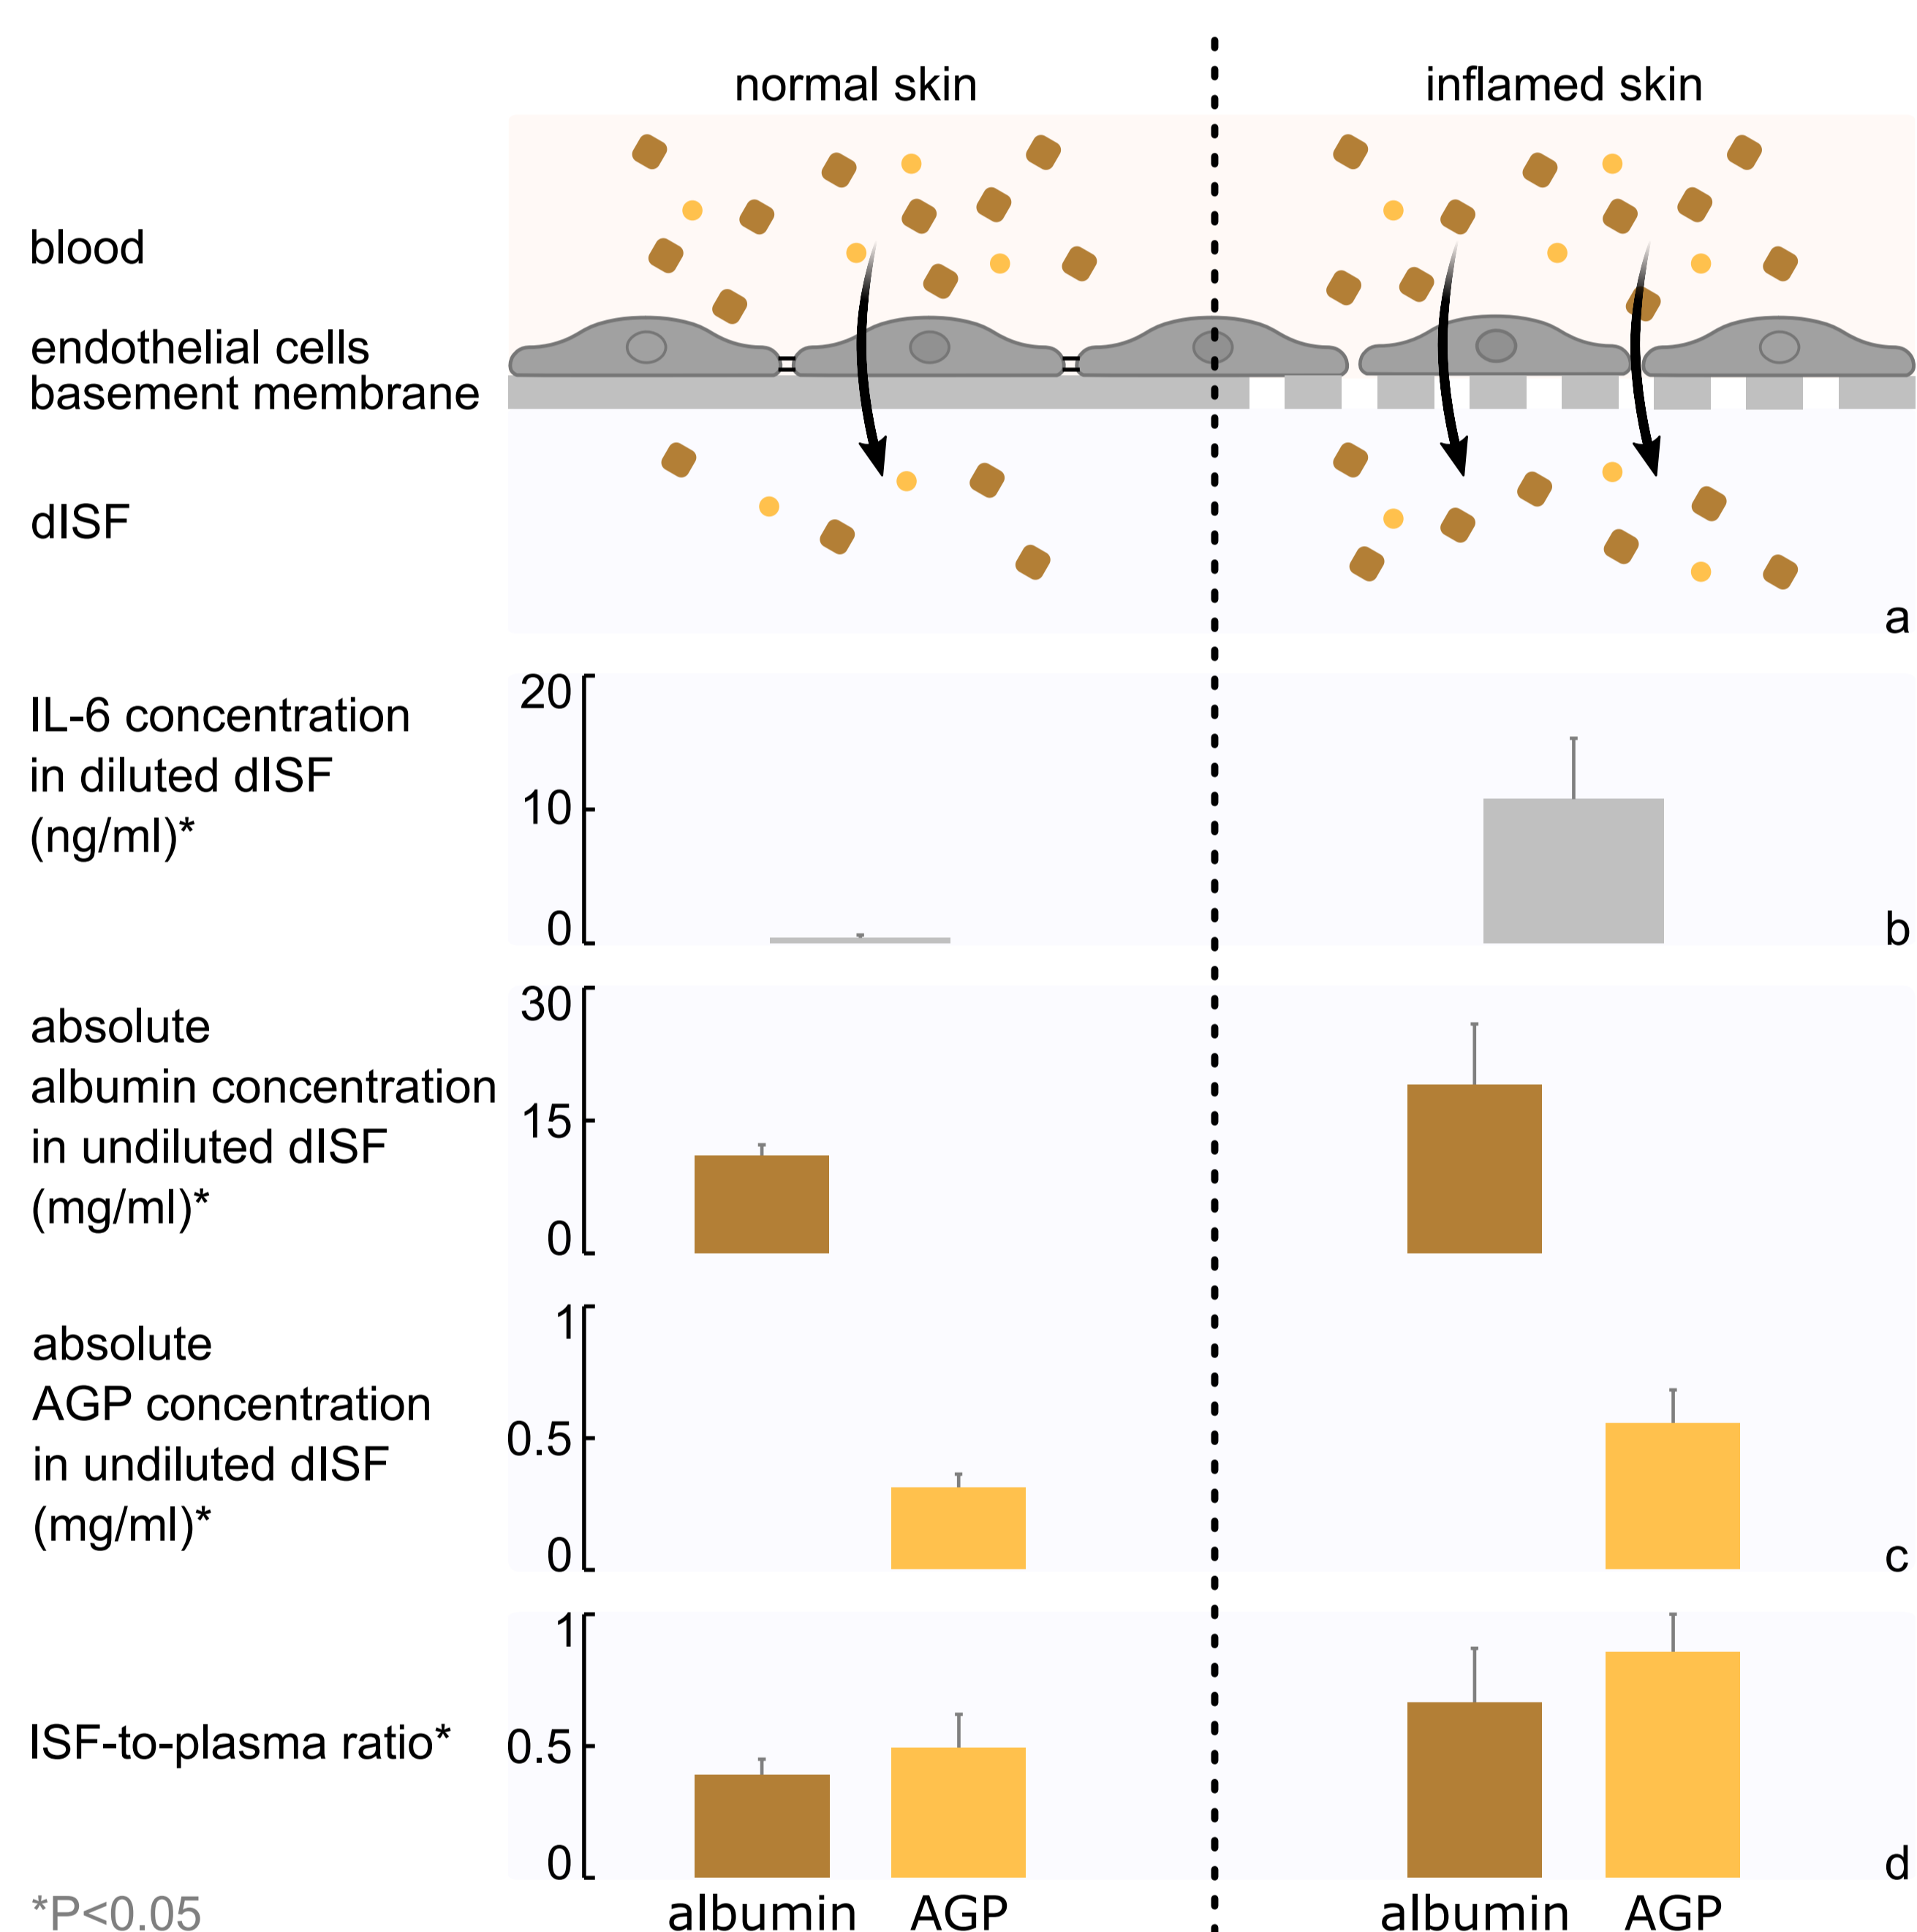 normal skin
inflamed skin
blood
endothelial cells
basement membrane
dISF
a
IL-6 concentration
in diluted dISF
(ng/ml)*
20
10
0
b
absolute
albumin concentration
in undiluted dISF
(mg/ml)*
30
15
0
absolute
AGP concentration
in undiluted dISF
(mg/ml)*
1
0.5
0
c
ISF-to-plasma ratio*
1
0.5
0
d
*P<0.05
albumin
AGP
albumin
AGP